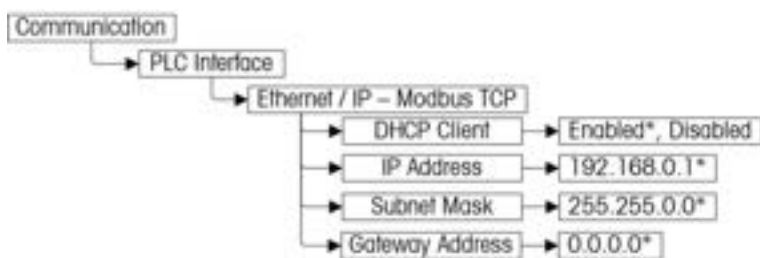 Communication
PLC Interface
Ethernet / IP – Modbus TCP
DHCP Client Enabled*, Disabled
IP Address 192.168.0.1*
Subnet Mask 255.255.0.0*
Gateway Address 0.0.0.0*